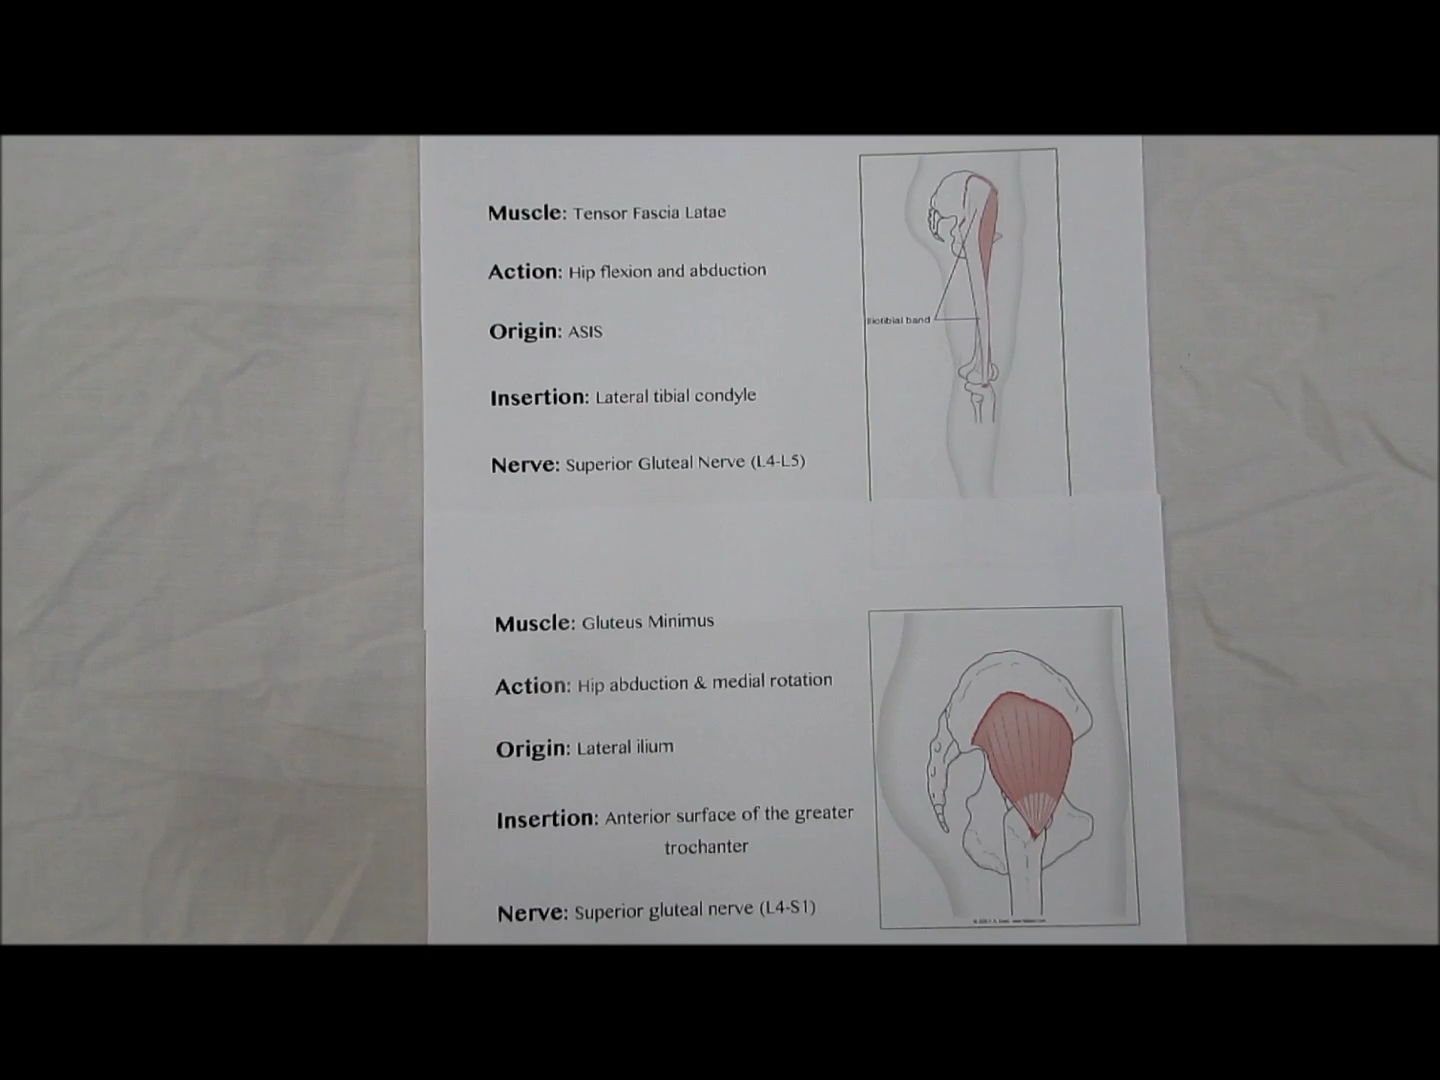 Muscle: Tensor Fascia Latae
Action: Hip flexion and abduction
Origin: ASIS
Insertion: Lateral tibial condyle
Nerve: Superior Gluteal Nerve (L4-L5)
Iliotibial band
Muscle: Gluteus Minimus
Action: Hip abduction & medial rotation
Origin: Lateral ilium
Insertion: Anterior surface of the greater
trochanter
Nerve: Superior gluteal nerve (L4-S1)